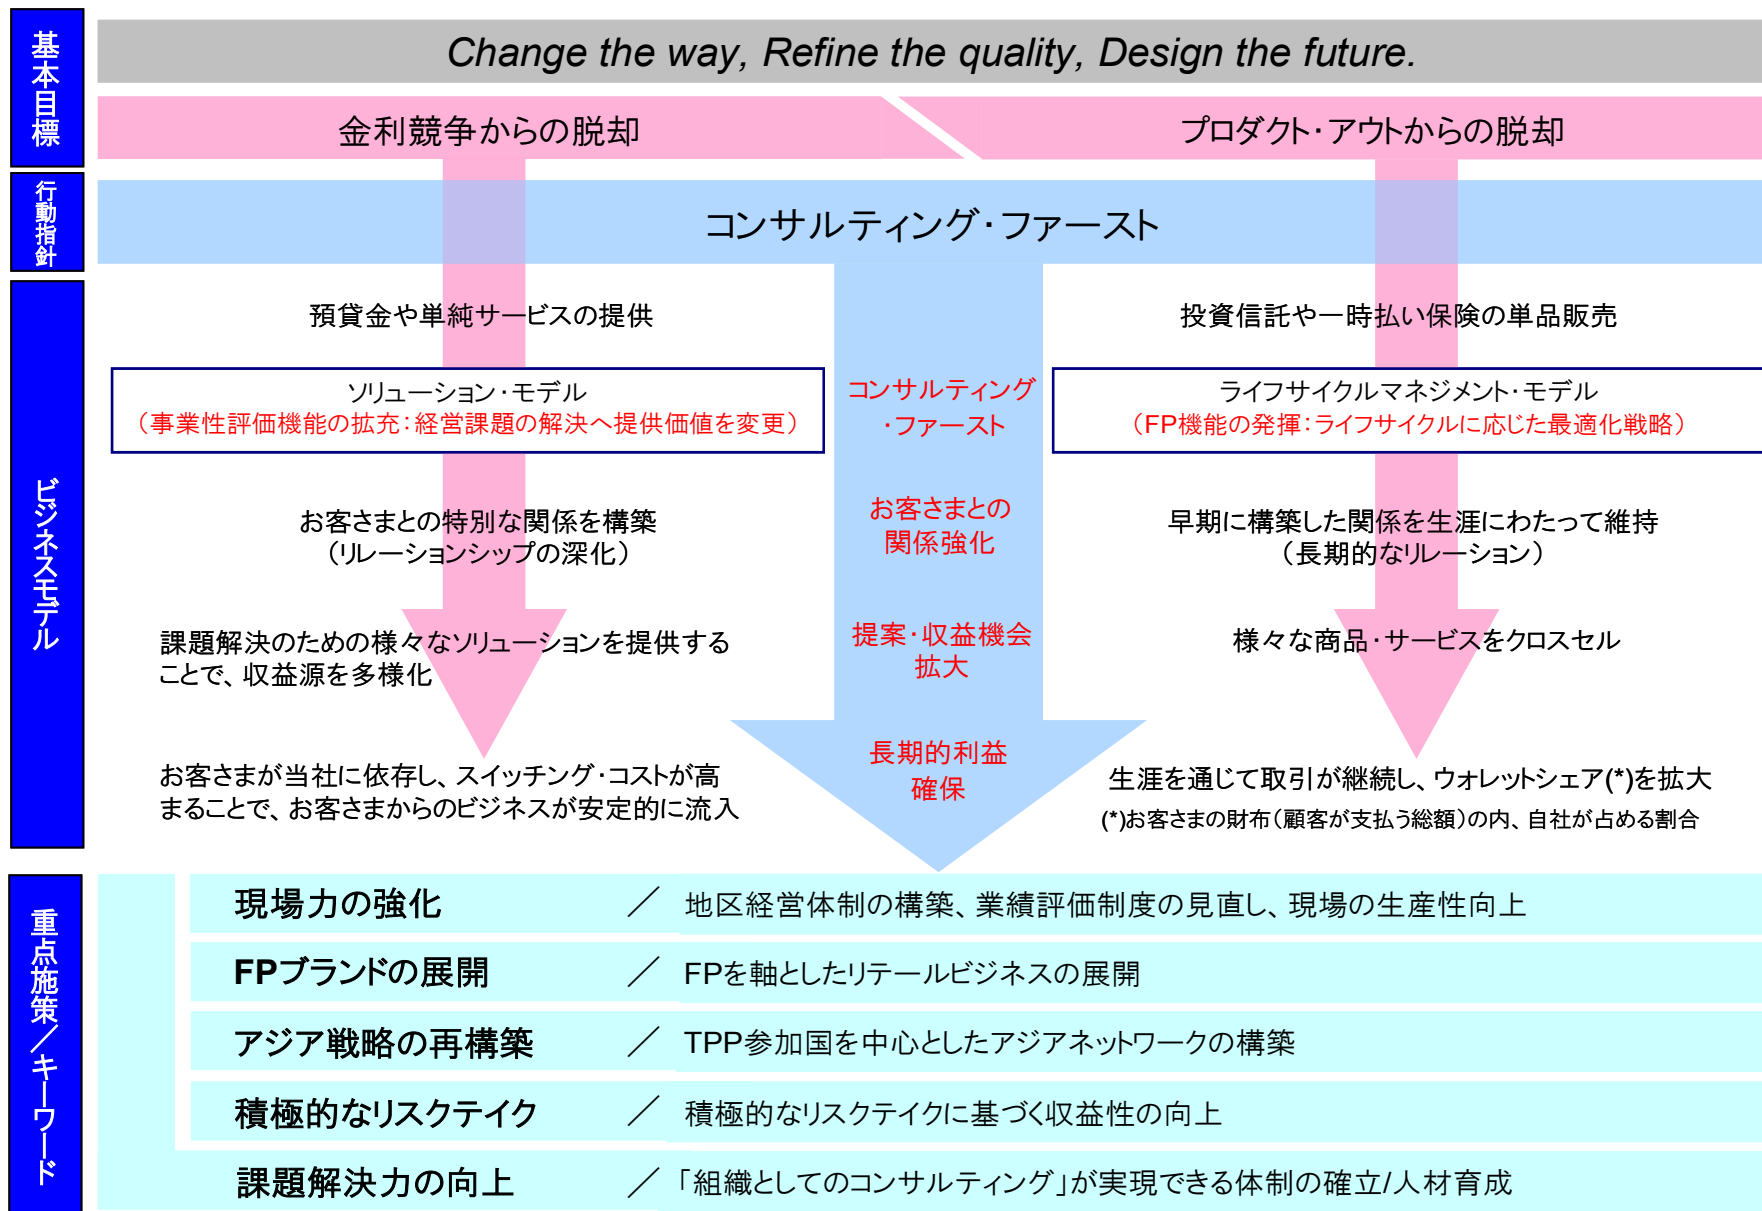 基本目標
Change the way, Refine the quality, Design the future.
金利競争からの脱却
プロダクト・アウトからの脱却
行動指針
コンサルティング・ファースト
ビジネスモデル
預貸金や単純サービスの提供
ソリューション・モデル
（事業性評価機能の拡充：経営課題の解決へ提供価値を変更）
お客さまとの特別な関係を構築
（リレーションシップの深化）
課題解決のための様々なソリューションを提供する
ことで、収益源を多様化
お客さまが当社に依存し、スイッチング・コストが高
まることで、お客さまからのビジネスが安定的に流入
コンサルティング
・ファースト
お客さまとの
関係強化
提案・収益機会
拡大
長期的利益
確保
投資信託や一時払い保険の単品販売
ライフサイクルマネジメント・モデル
（FP機能の発揮：ライフサイクルに応じた最適化戦略）
早期に構築した関係を生涯にわたって維持
（長期的なリレーション）
様々な商品・サービスをクロスセル
生涯を通じて取引が継続し、ウォレットシェア(*)を拡大
(*)お客さまの財布（顧客が支払う総額）の内、自社が占める割合
重点施策／キーワード
現場力の強化 ／ 地区経営体制の構築、業績評価制度の見直し、現場の生産性向上
FPブランドの展開 ／ FPを軸としたリテールビジネスの展開
アジア戦略の再構築 ／ TPP参加国を中心としたアジアネットワークの構築
積極的なリスクテイク ／ 積極的なリスクテイクに基づく収益性の向上
課題解決力の向上 ／ 「組織としてのコンサルティング」が実現できる体制の確立/人材育成